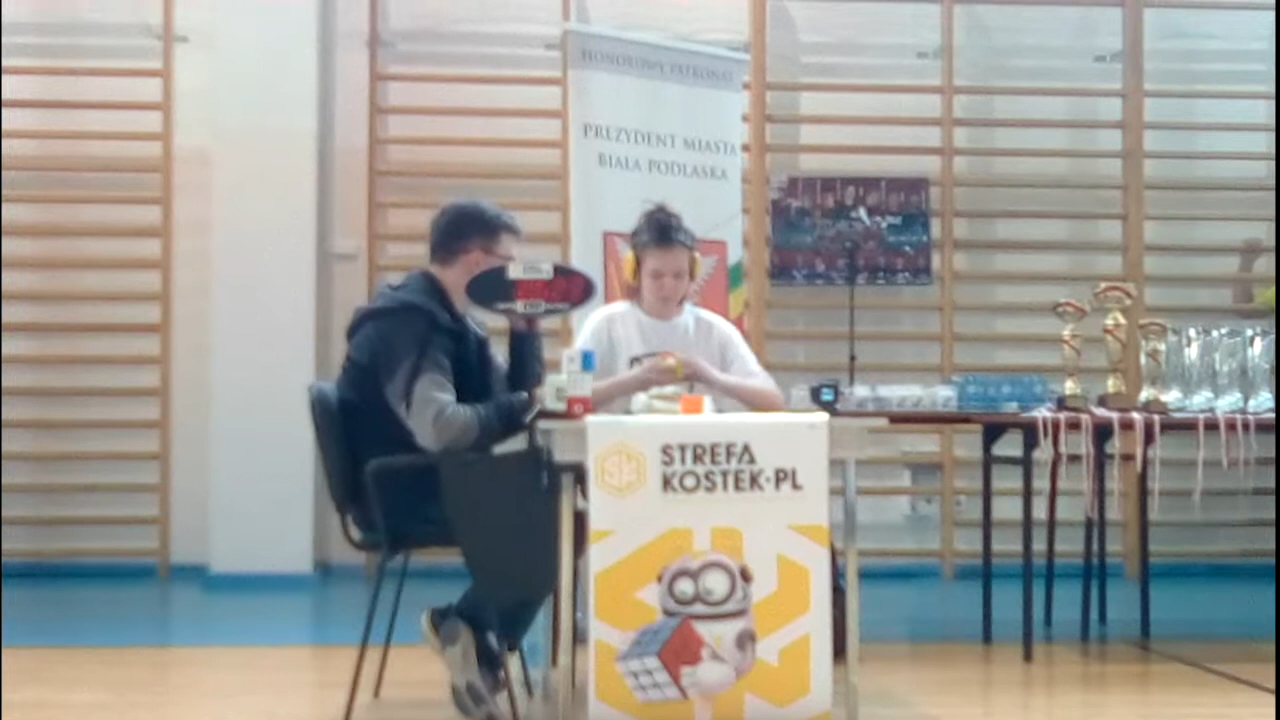 HONOROWY PATRONAT
PREZYDENT MIASTA
BIAŁA PODLASKA
STREFA
KOSTEK.PL